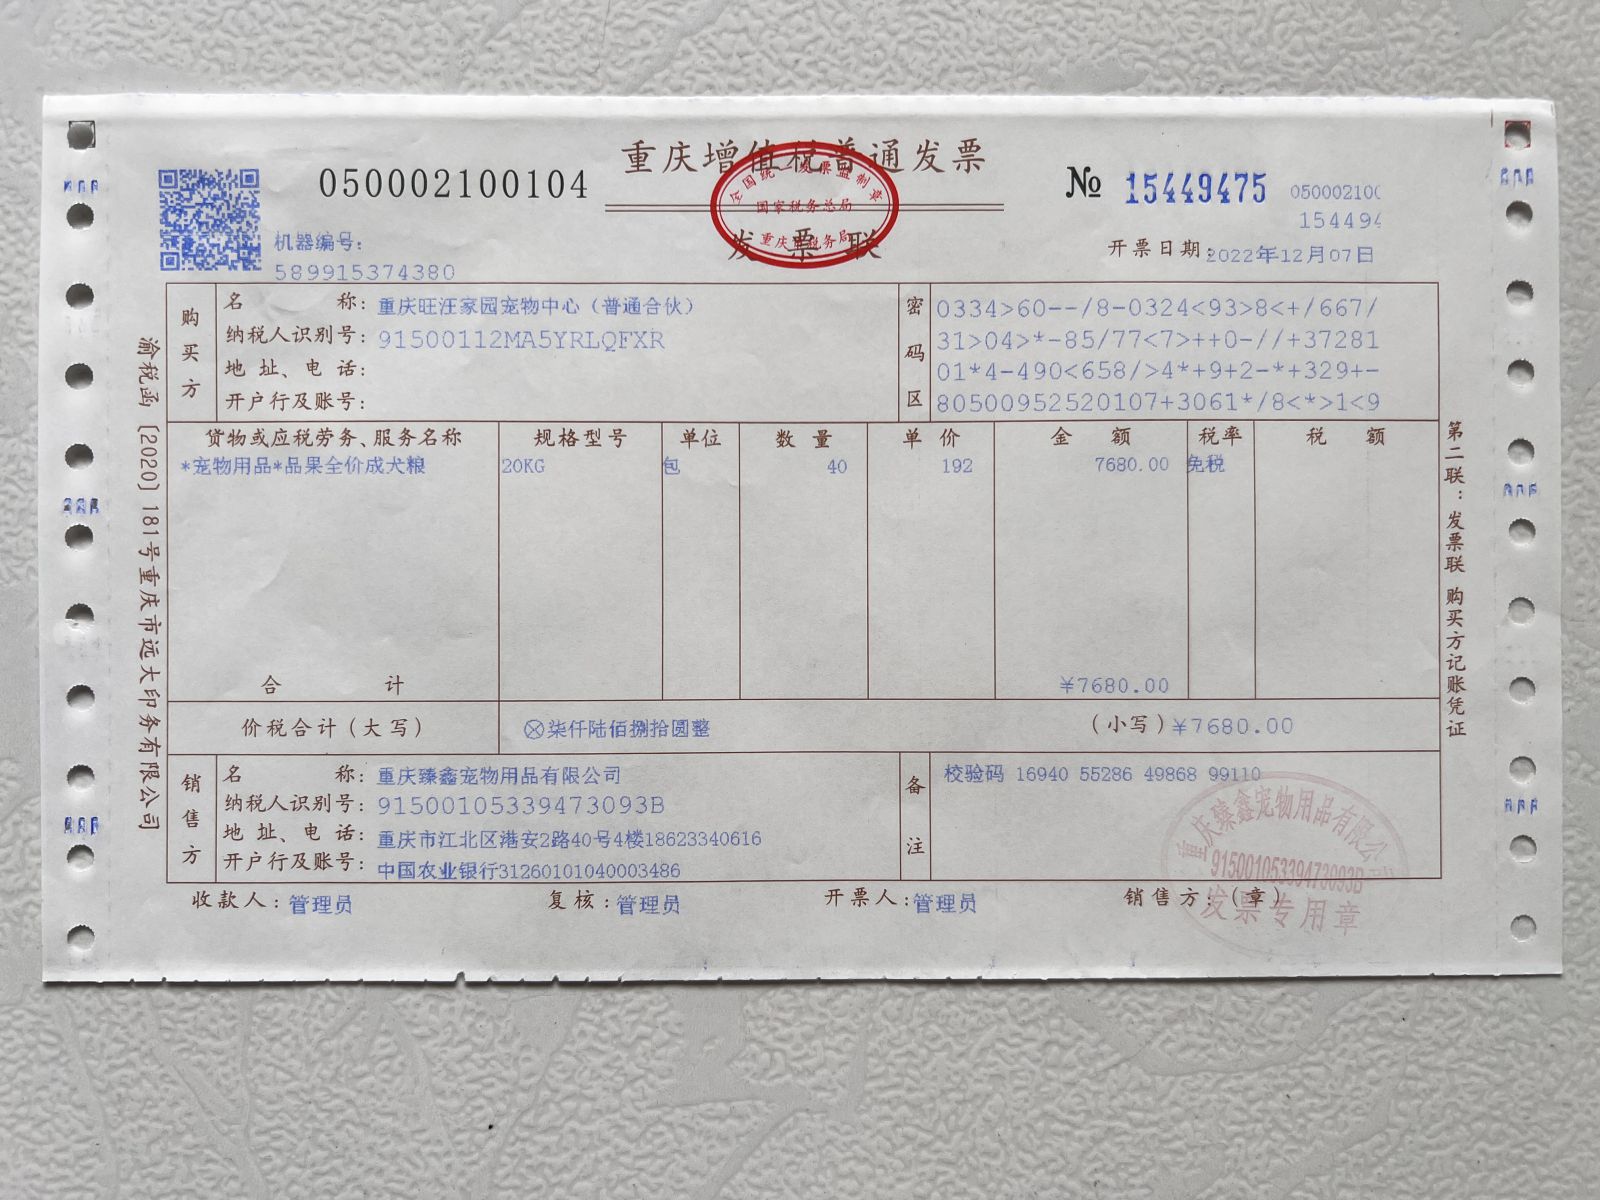 重庆增值税普通发票
050002100104
№ 15449475
05000210
15449
全国统一发票监制章
国家税务总局
重庆市税务局
发票联
机器编号:
589915374380
开票日期: 2022年12月07日
购买方
名 称: 重庆旺汪家园宠物中心（普通合伙）
纳税人识别号: 91500112MA5YRLQFXR
地 址、电 话:
开户行及账号:
密码区
0334>60--/8-0324<93>8<+/667/
31>04>*-85/77<7>++0-//+37281
01*4-490<658/>4*+9+2-*+329+-
80500952520107+3061*/8<*>1<9
货物或应税劳务、服务名称 规格型号 单位 数量 单价 金额 税率 税额
*宠物用品*品果全价成犬粮 20KG 包 40 192 7680.00 免税
合 计 ¥7680.00
价税合计（大写） ⊗柒仟陆佰捌拾圆整 （小写）¥7680.00
销售方
名 称: 重庆臻鑫宠物用品有限公司
纳税人识别号: 91500105339473093B
地 址、电 话: 重庆市江北区港安2路40号4楼18623340616
开户行及账号: 中国农业银行31260101040003486
备注
校验码 16940 55286 49868 99110
重庆臻鑫宠物用品有限公司
91500105339473093B
发票专用章
收款人: 管理员 复核: 管理员 开票人: 管理员 销售方:（章）
渝税函〔2020〕181号重庆市远大印务有限公司
第二联：发票联 购买方记账凭证